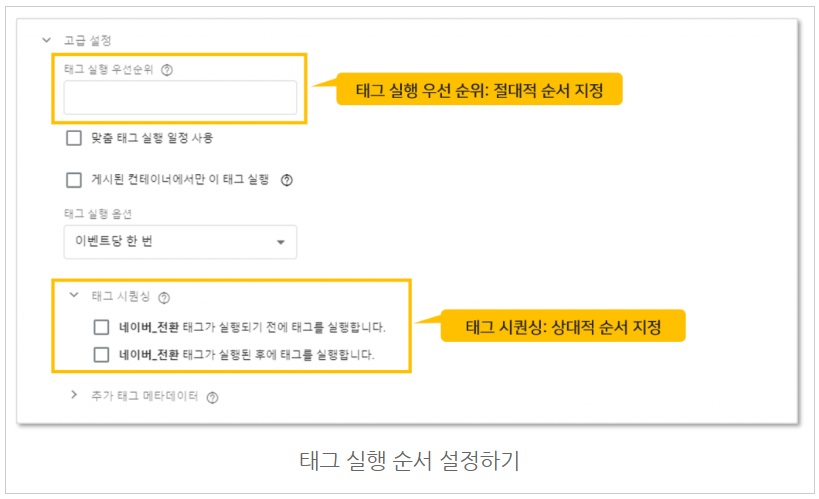 고급 설정
태그 실행 우선순위
태그 실행 우선 순위: 절대적 순서 지정
맞춤 태그 실행 일정 사용
게시된 컨테이너에서만 이 태그 실행
태그 실행 옵션
이벤트당 한 번
태그 시퀀싱
네이버_전환 태그가 실행되기 전에 태그를 실행합니다.
태그 시퀀싱: 상대적 순서 지정
네이버_전환 태그가 실행된 후에 태그를 실행합니다.
추가 태그 메타데이터
태그 실행 순서 설정하기